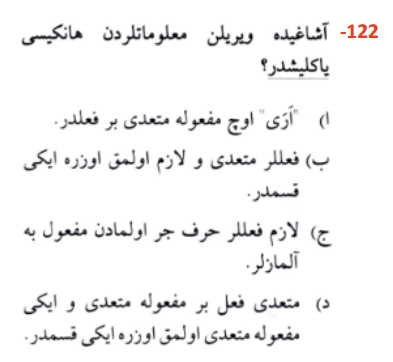 122- آشاغیده ویریلن معلوماتلردن هانکیسی
یاکلیشدر؟
ا) "اَرَی" اوچ مفعوله متعدی بر فعلدر.
ب) فعللر متعدی و لازم اولمق اوزره ایکی
قسمدر.
ج) لازم فعللر حرف جر اولمادن مفعول به
آلمازلر.
د) متعدی فعل بر مفعوله متعدی و ایکی
مفعوله متعدی اولمق اوزره ایکی قسمدر.